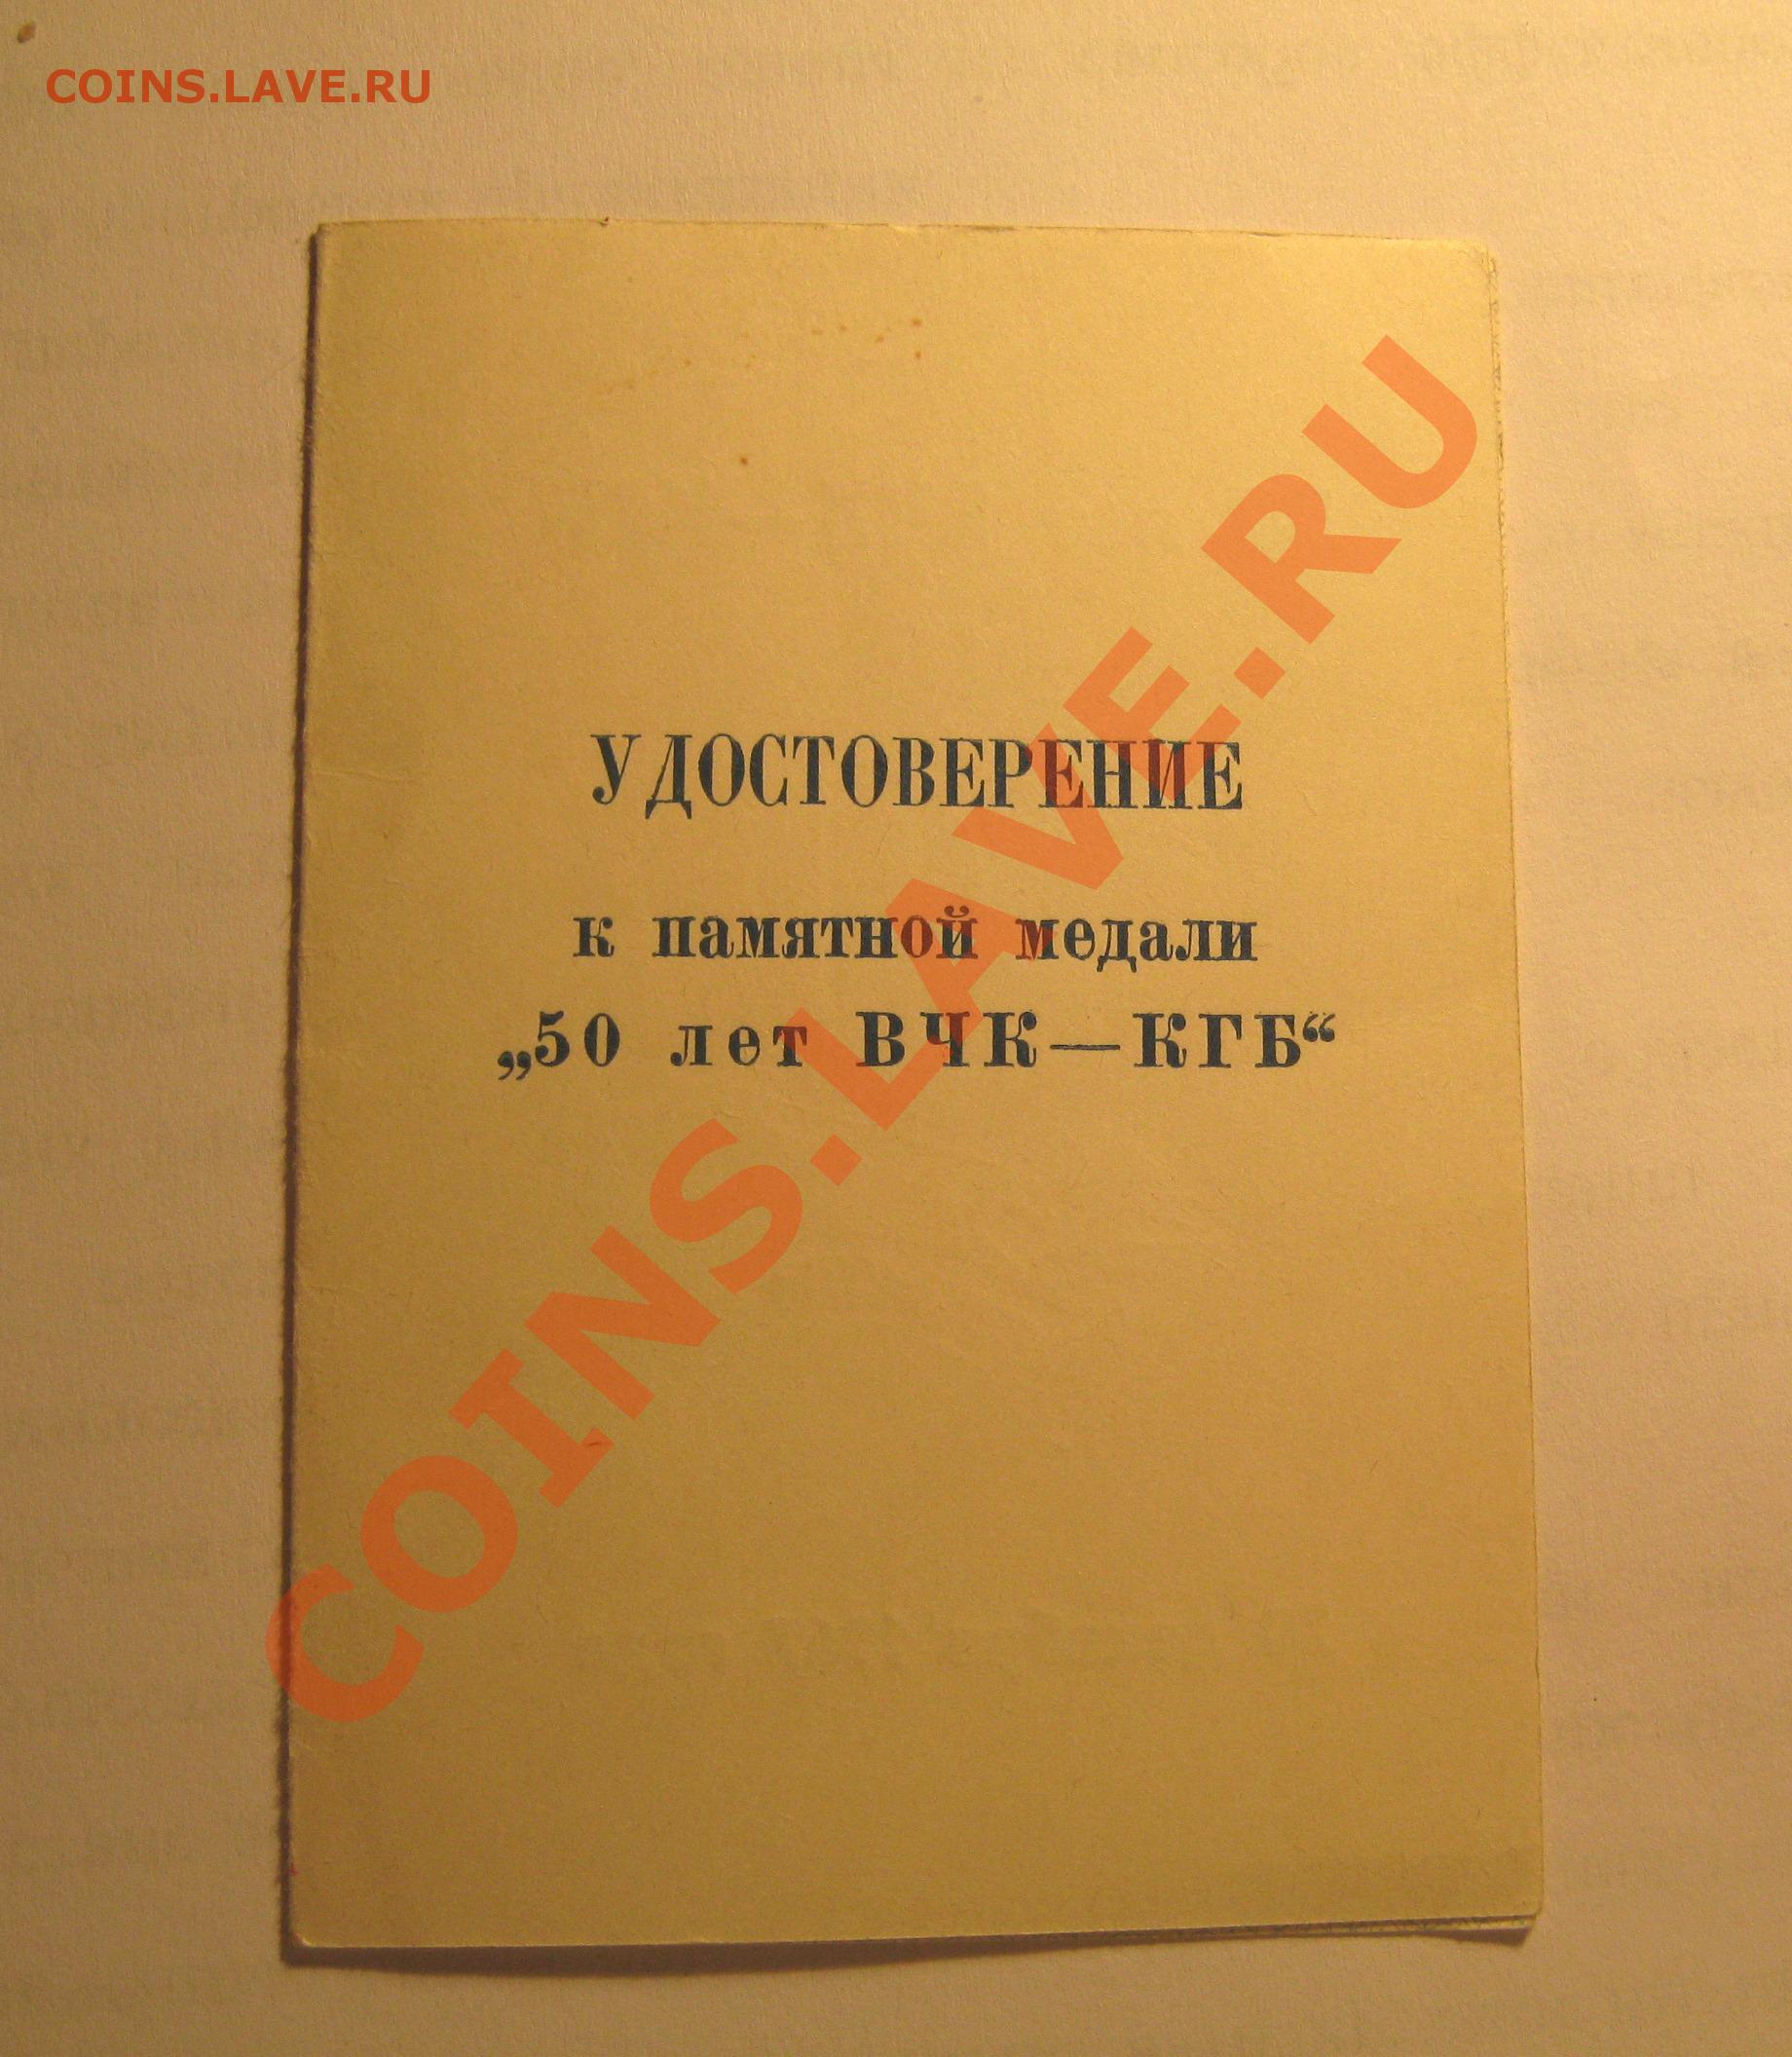 COINS.LAVE.RU
УДОСТОВЕРЕНИЕ
к памятной медали
„50 лет ВЧК—КГБ“
COINS.LAVE.RU